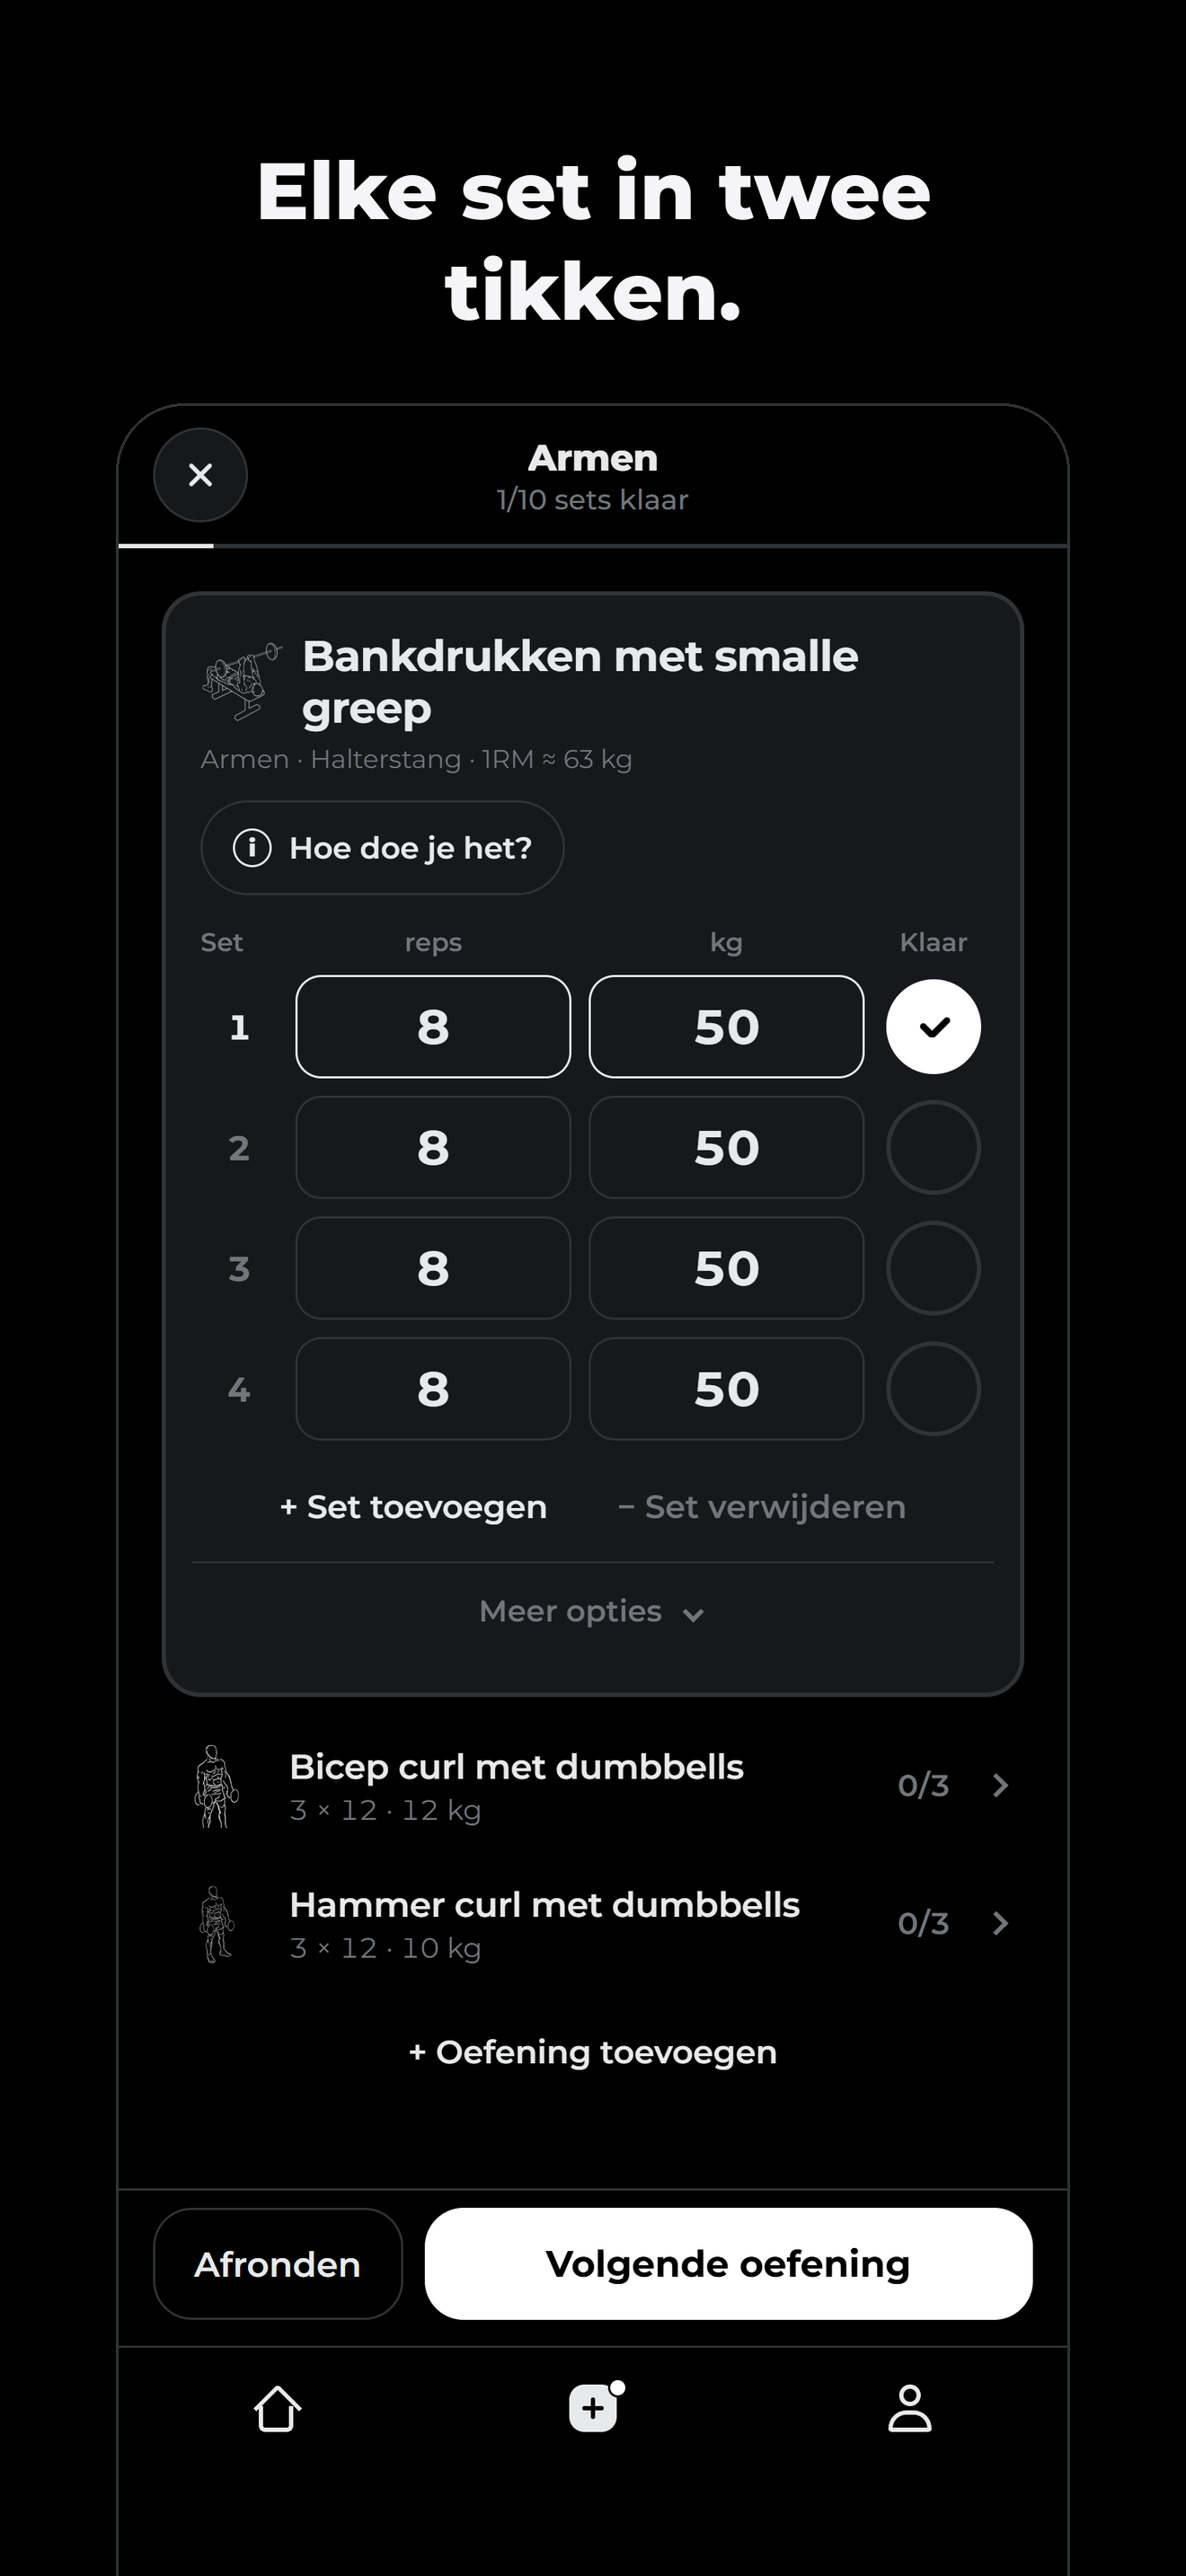 Elke set in twee
tikken.
Armen
1/10 sets klaar
Bankdrukken met smalle
greep
Armen · Halterstang · 1RM ≈ 63 kg
i Hoe doe je het?
Set reps kg Klaar
1 8 50
2 8 50
3 8 50
4 8 50
+ Set toevoegen − Set verwijderen
Meer opties
Bicep curl met dumbbells
3 × 12 · 12 kg
0/3
Hammer curl met dumbbells
3 × 12 · 10 kg
0/3
+ Oefening toevoegen
Afronden Volgende oefening